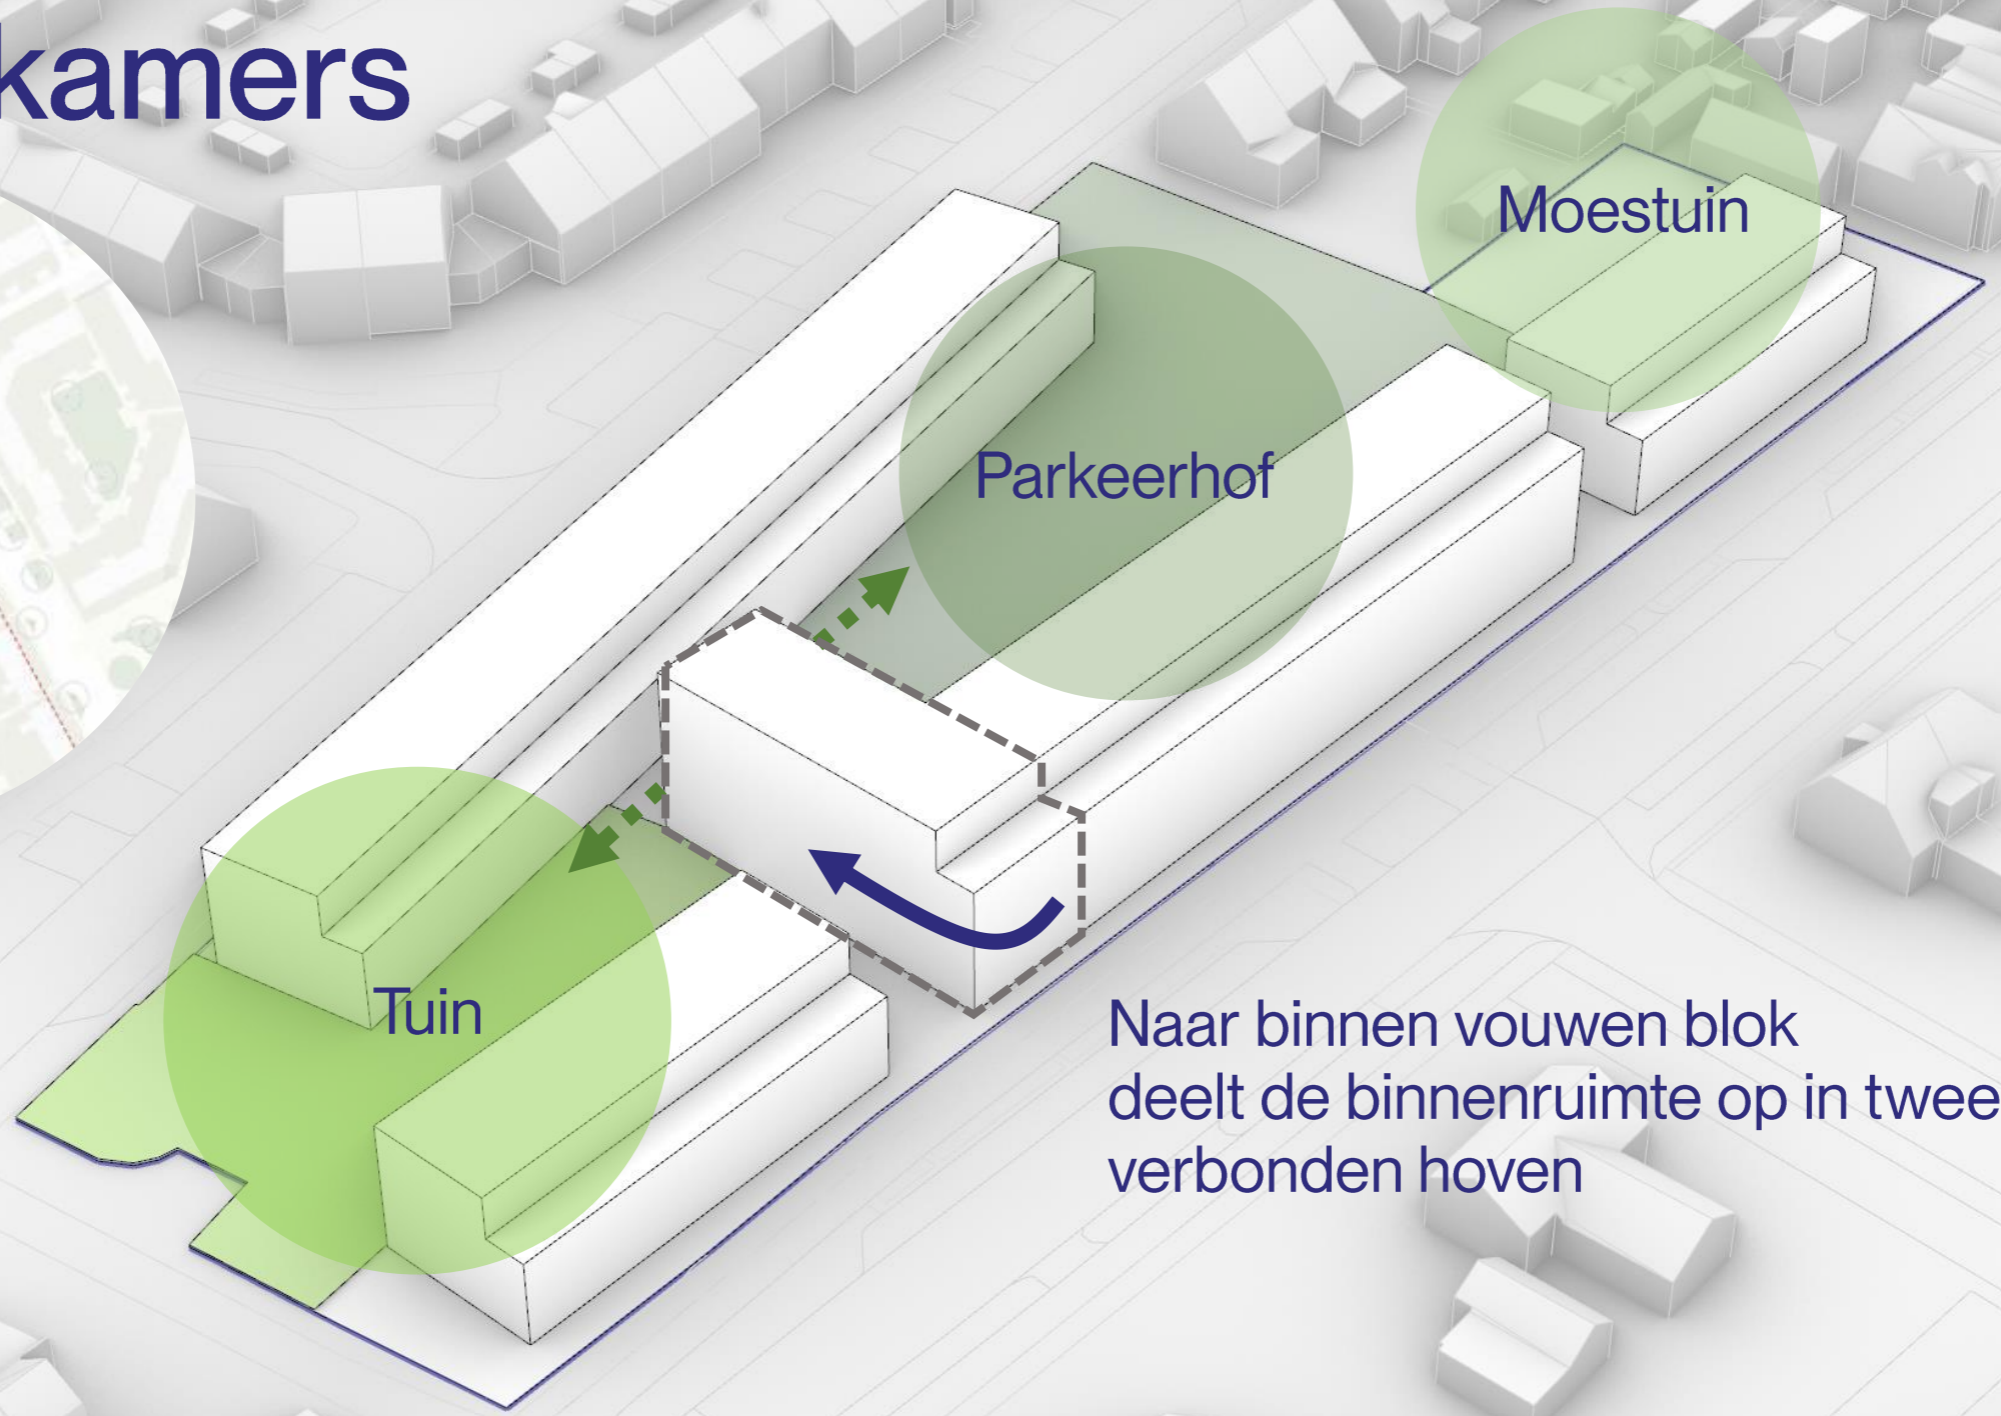 kamers
Moestuin
Parkeerhof
Tuin
Naar binnen vouwen blok
deelt de binnenruimte op in twee
verbonden hoven